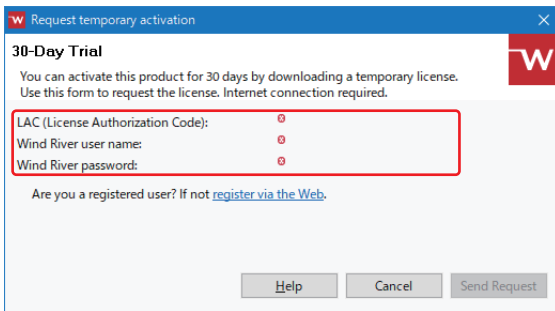 Request temporary activation
30-Day Trial
You can activate this product for 30 days by downloading a temporary license.
Use this form to request the license. Internet connection required.
LAC (License Authorization Code):
Wind River user name:
Wind River password:
Are you a registered user? If not register via the Web.
Help Cancel Send Request